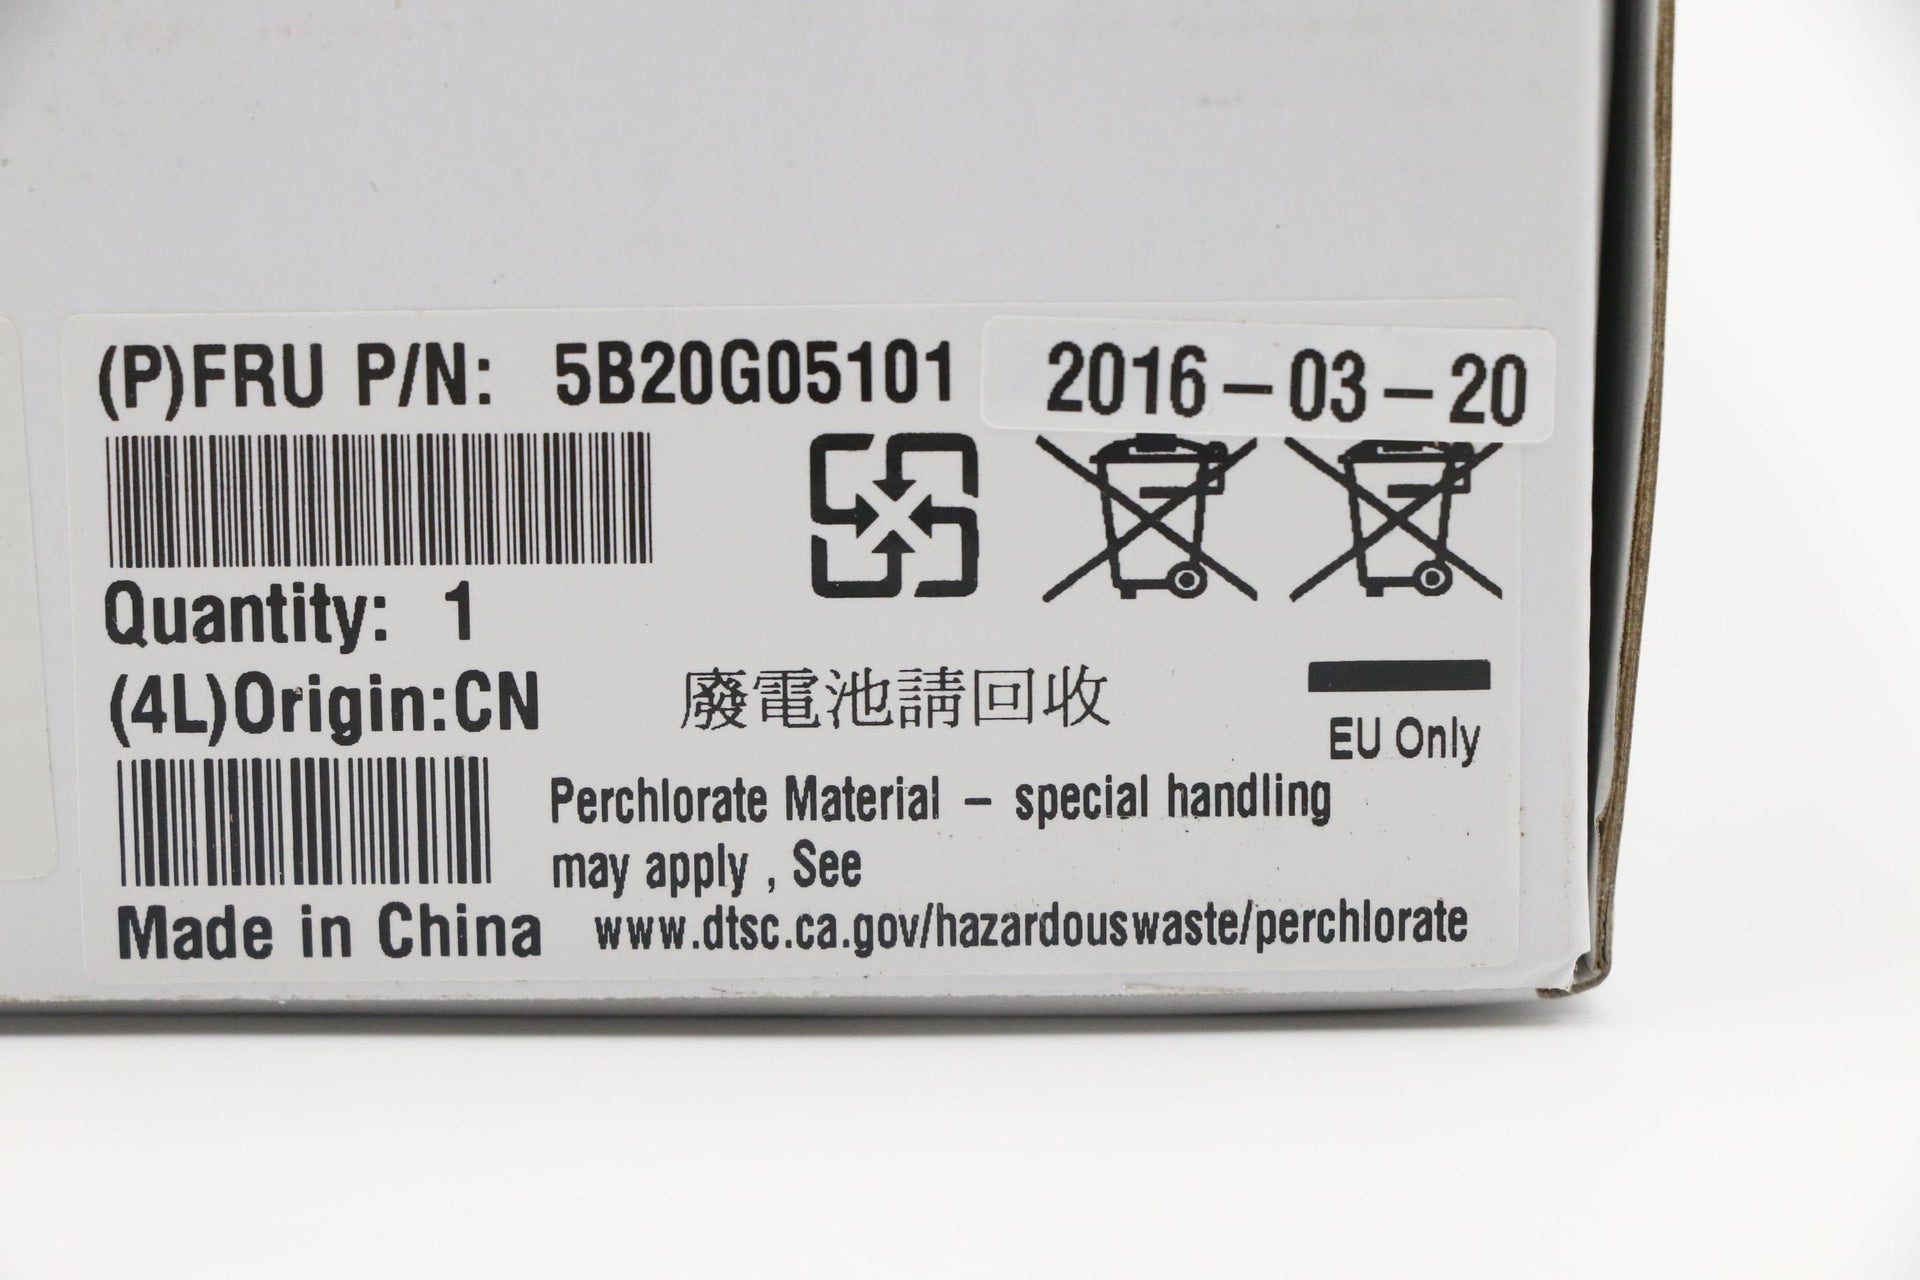 (P)FRU P/N: 5B20G05101 2016-03-20
Quantity: 1
(4L)Origin:CN
廢電池請回收
EU Only
Perchlorate Material - special handling
may apply , See
Made in China
www.dtsc.ca.gov/hazardouswaste/perchlorate